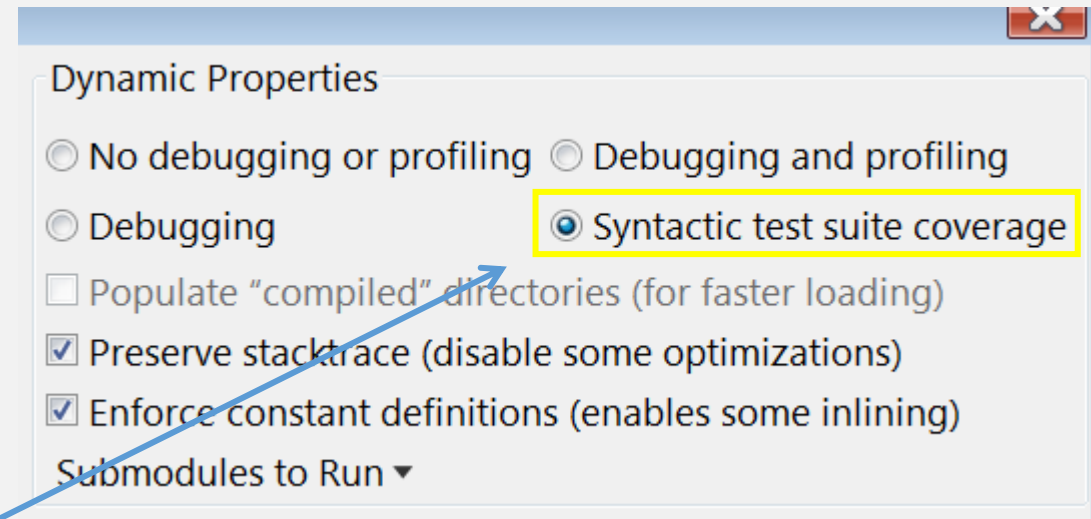 Dynamic Properties
No debugging or profiling Debugging and profiling
Debugging Syntactic test suite coverage
Populate “compiled” directories (for faster loading)
Preserve stacktrace (disable some optimizations)
Enforce constant definitions (enables some inlining)
Submodules to Run